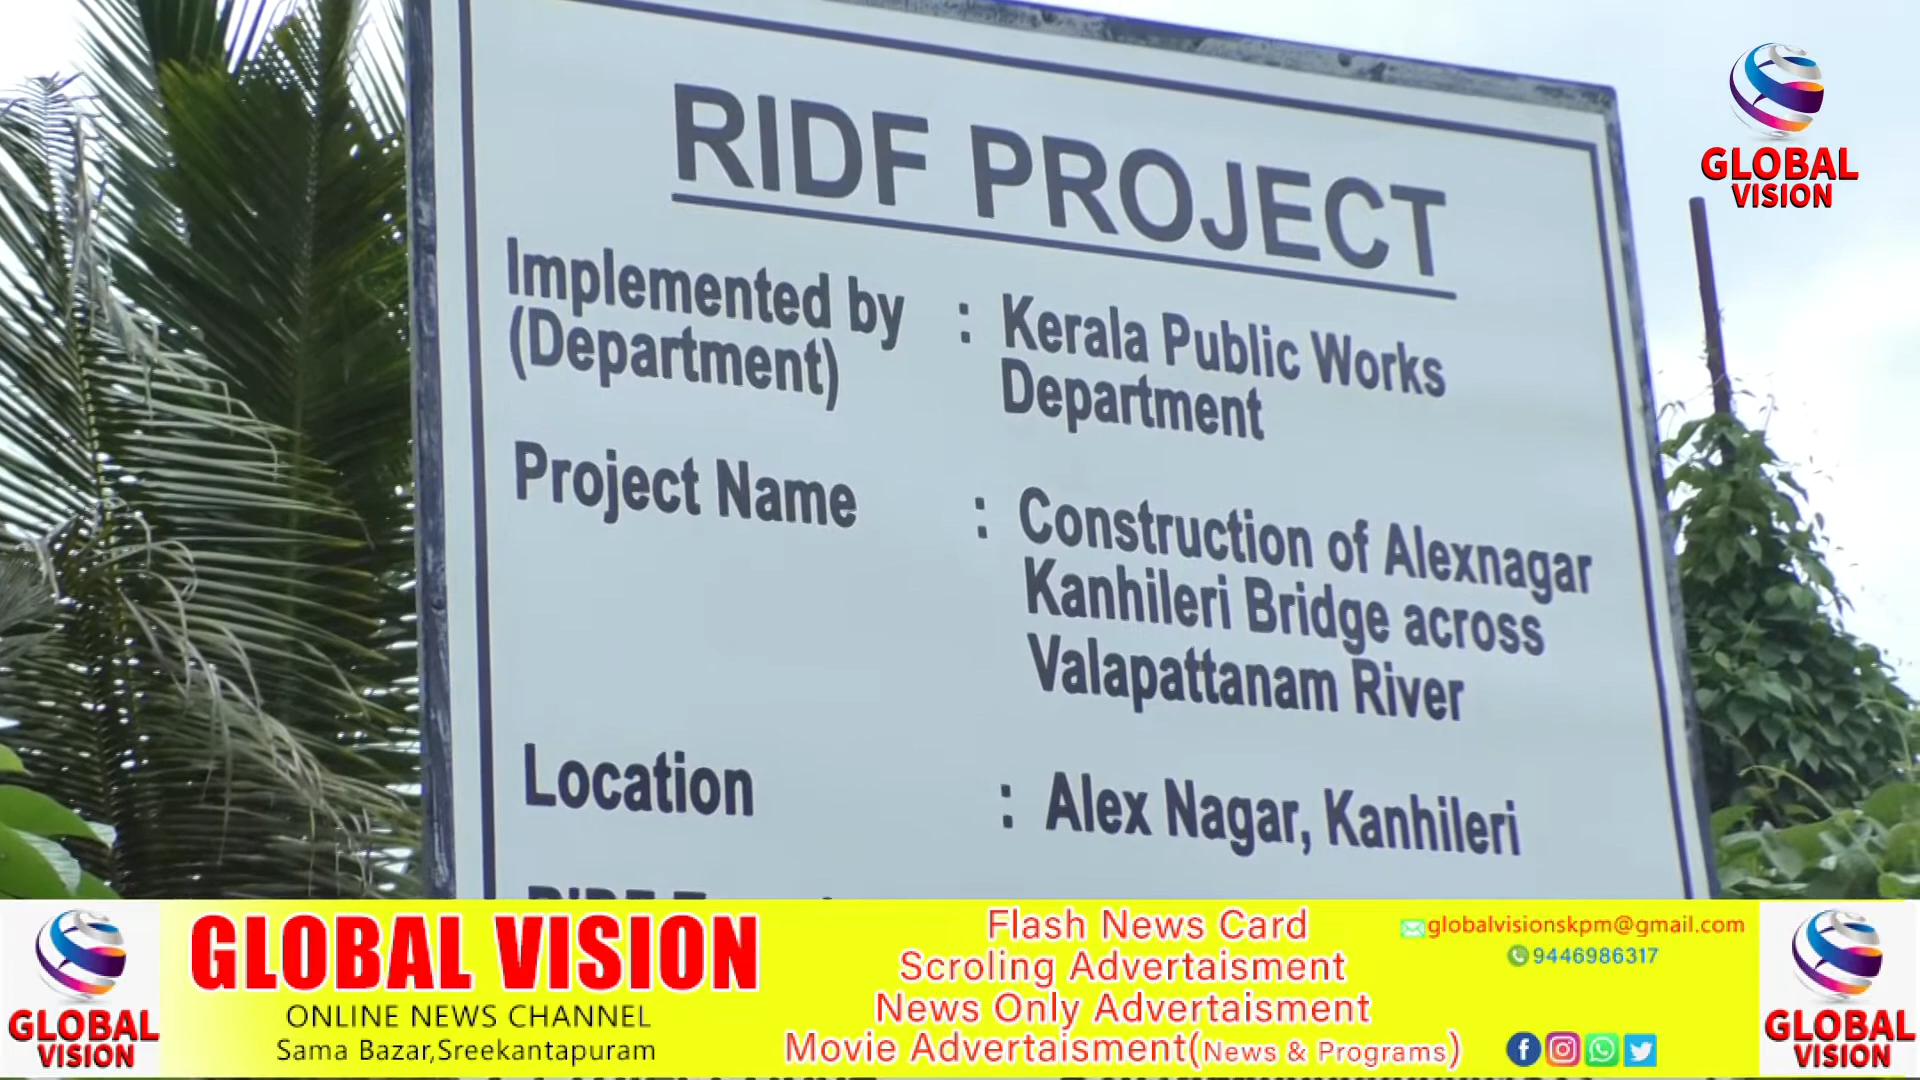 RIDF PROJECT
Implemented by (Department) : Kerala Public Works Department
Project Name : Construction of Alexnagar
Kanhileri Bridge across
Valapattanam River
Location : Alex Nagar, Kanhileri
GLOBAL
VISION
GLOBAL
VISION
GLOBAL VISION
ONLINE NEWS CHANNEL
Sama Bazar,Sreekantapuram
Flash News Card
Scroling Advertaisment
News Only Advertaisment
Movie Advertaisment(News & Programs)
globalvisionskpm@gmail.com
9446986317
GLOBAL
VISION